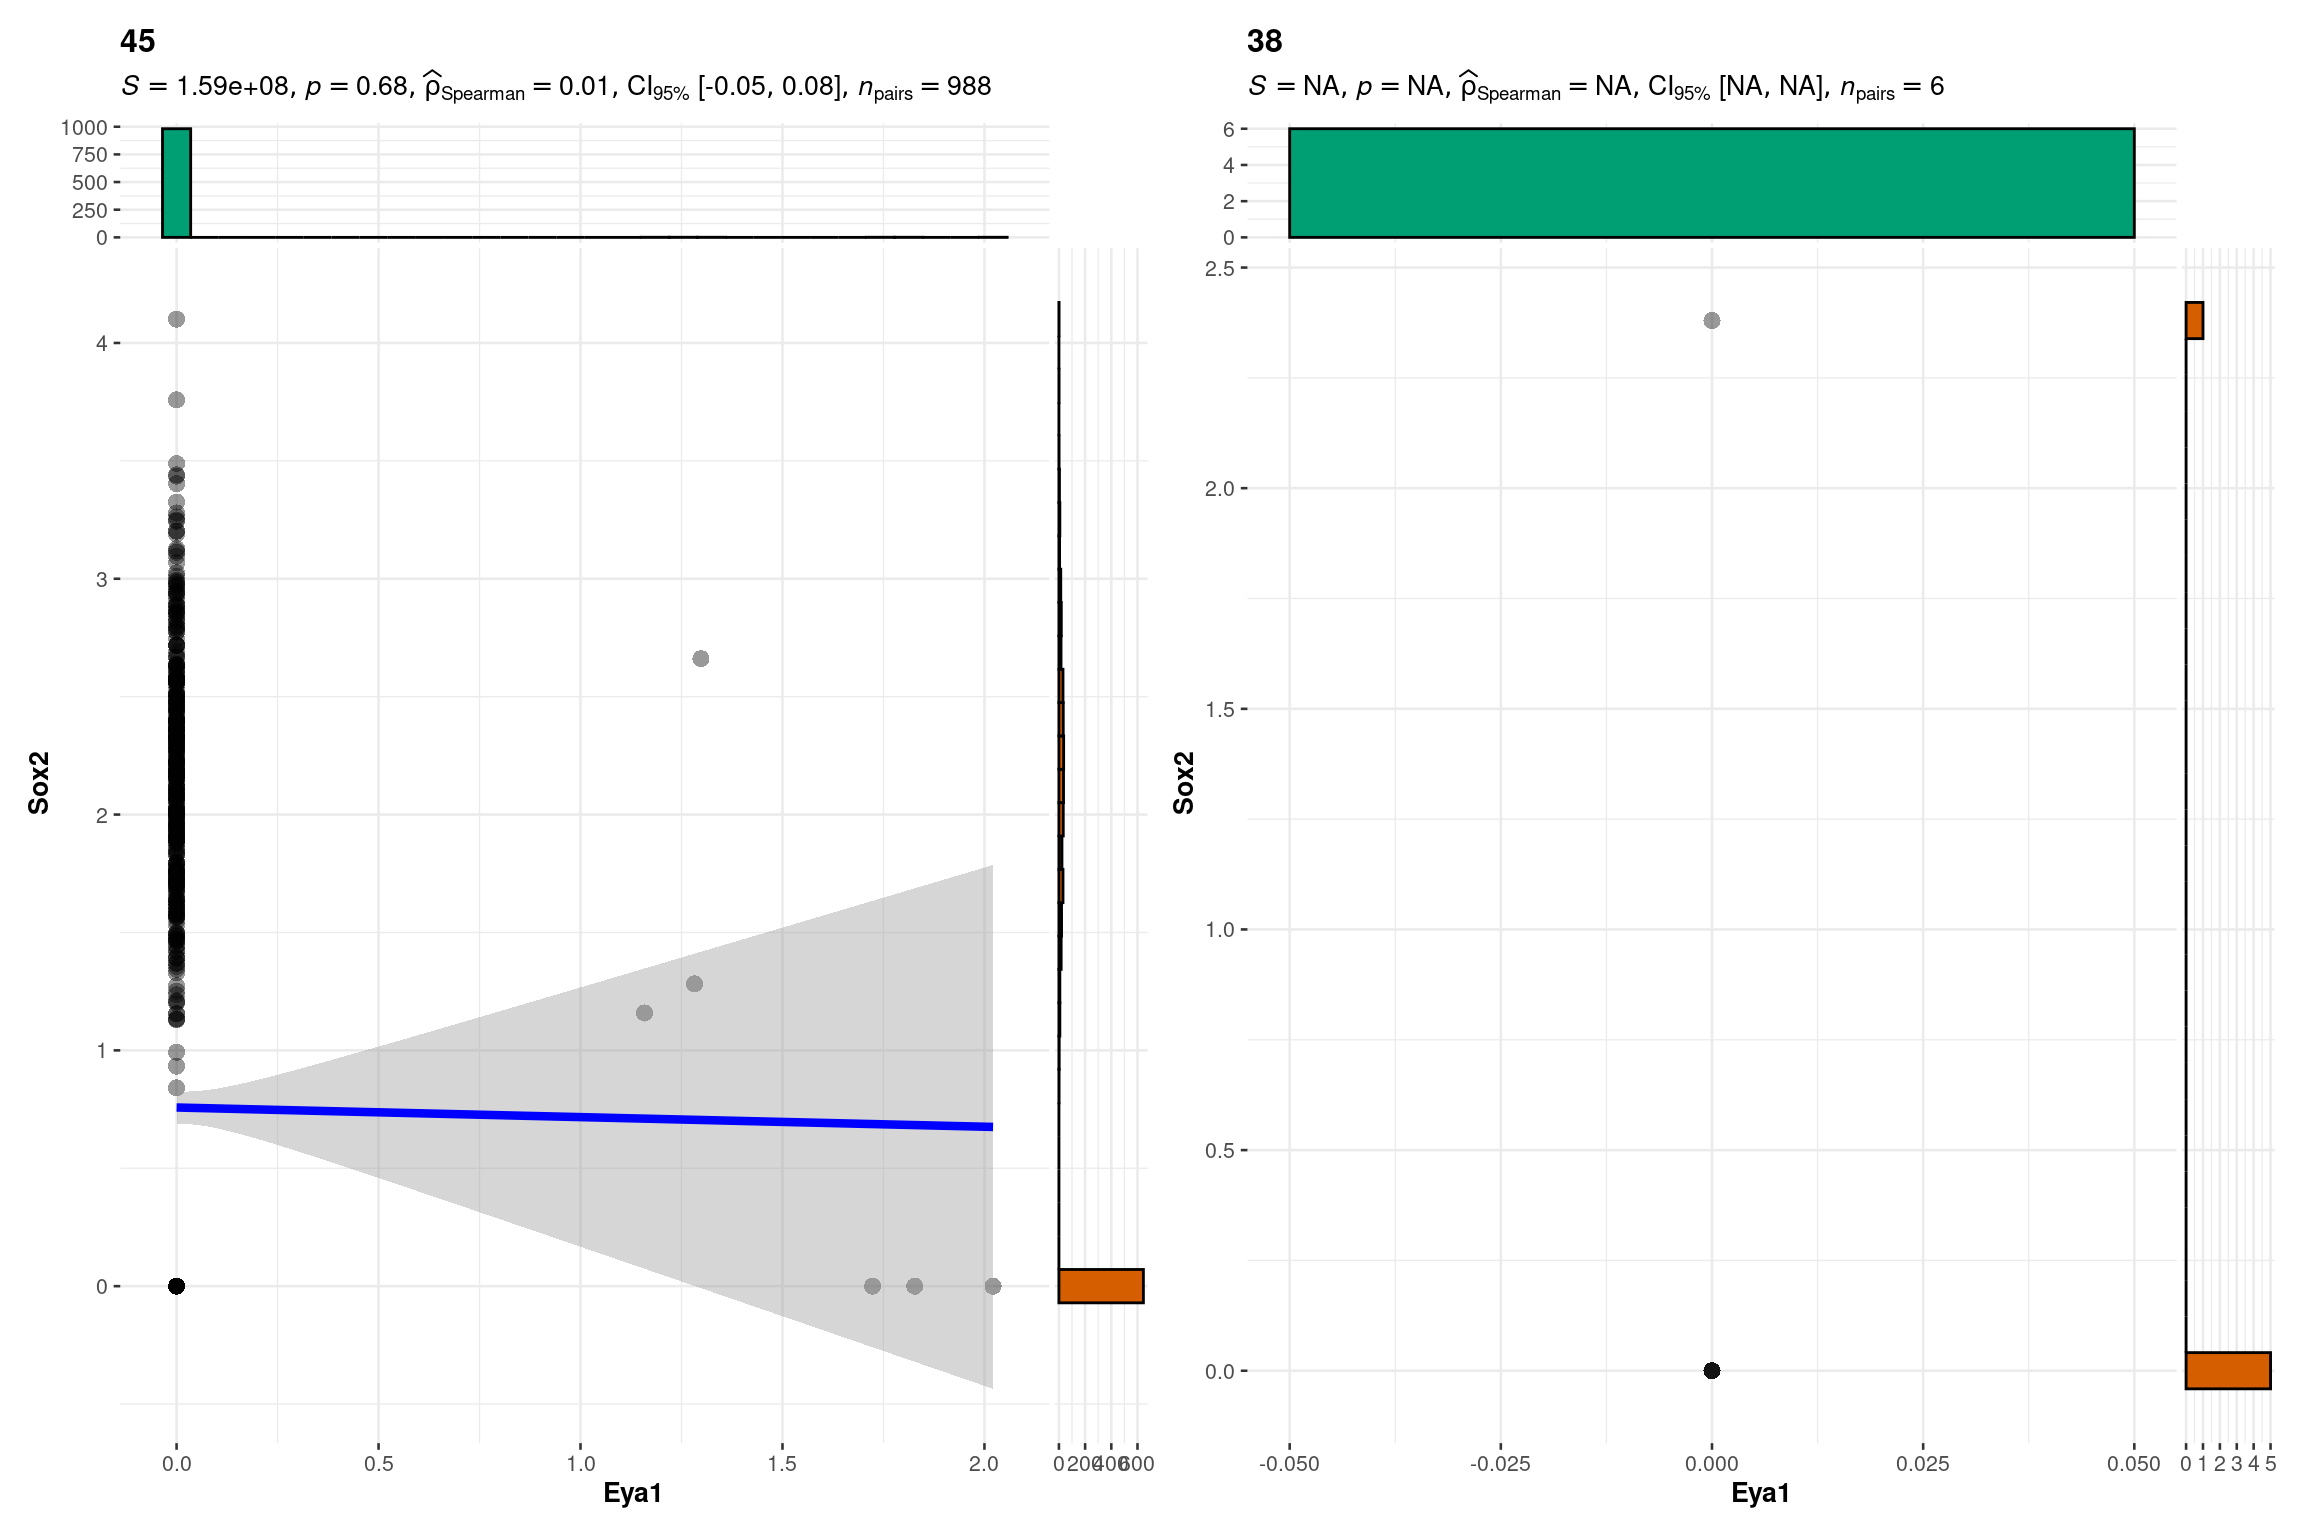 45
S = 1.59e+08, p = 0.68, ρ̂Spearman = 0.01, CI95% [-0.05, 0.08], npairs = 988
1000
750
500
250
0
4
3
2
1
0
Sox2
0.0 0.5 1.0 1.5 2.0 0 200 400 600
Eya1
38
S = NA, p = NA, ρ̂Spearman = NA, CI95% [NA, NA], npairs = 6
6
4
2
0
2.5
2.0
1.5
1.0
0.5
0.0
Sox2
-0.050 -0.025 0.000 0.025 0.050 0 1 2 3 4 5
Eya1